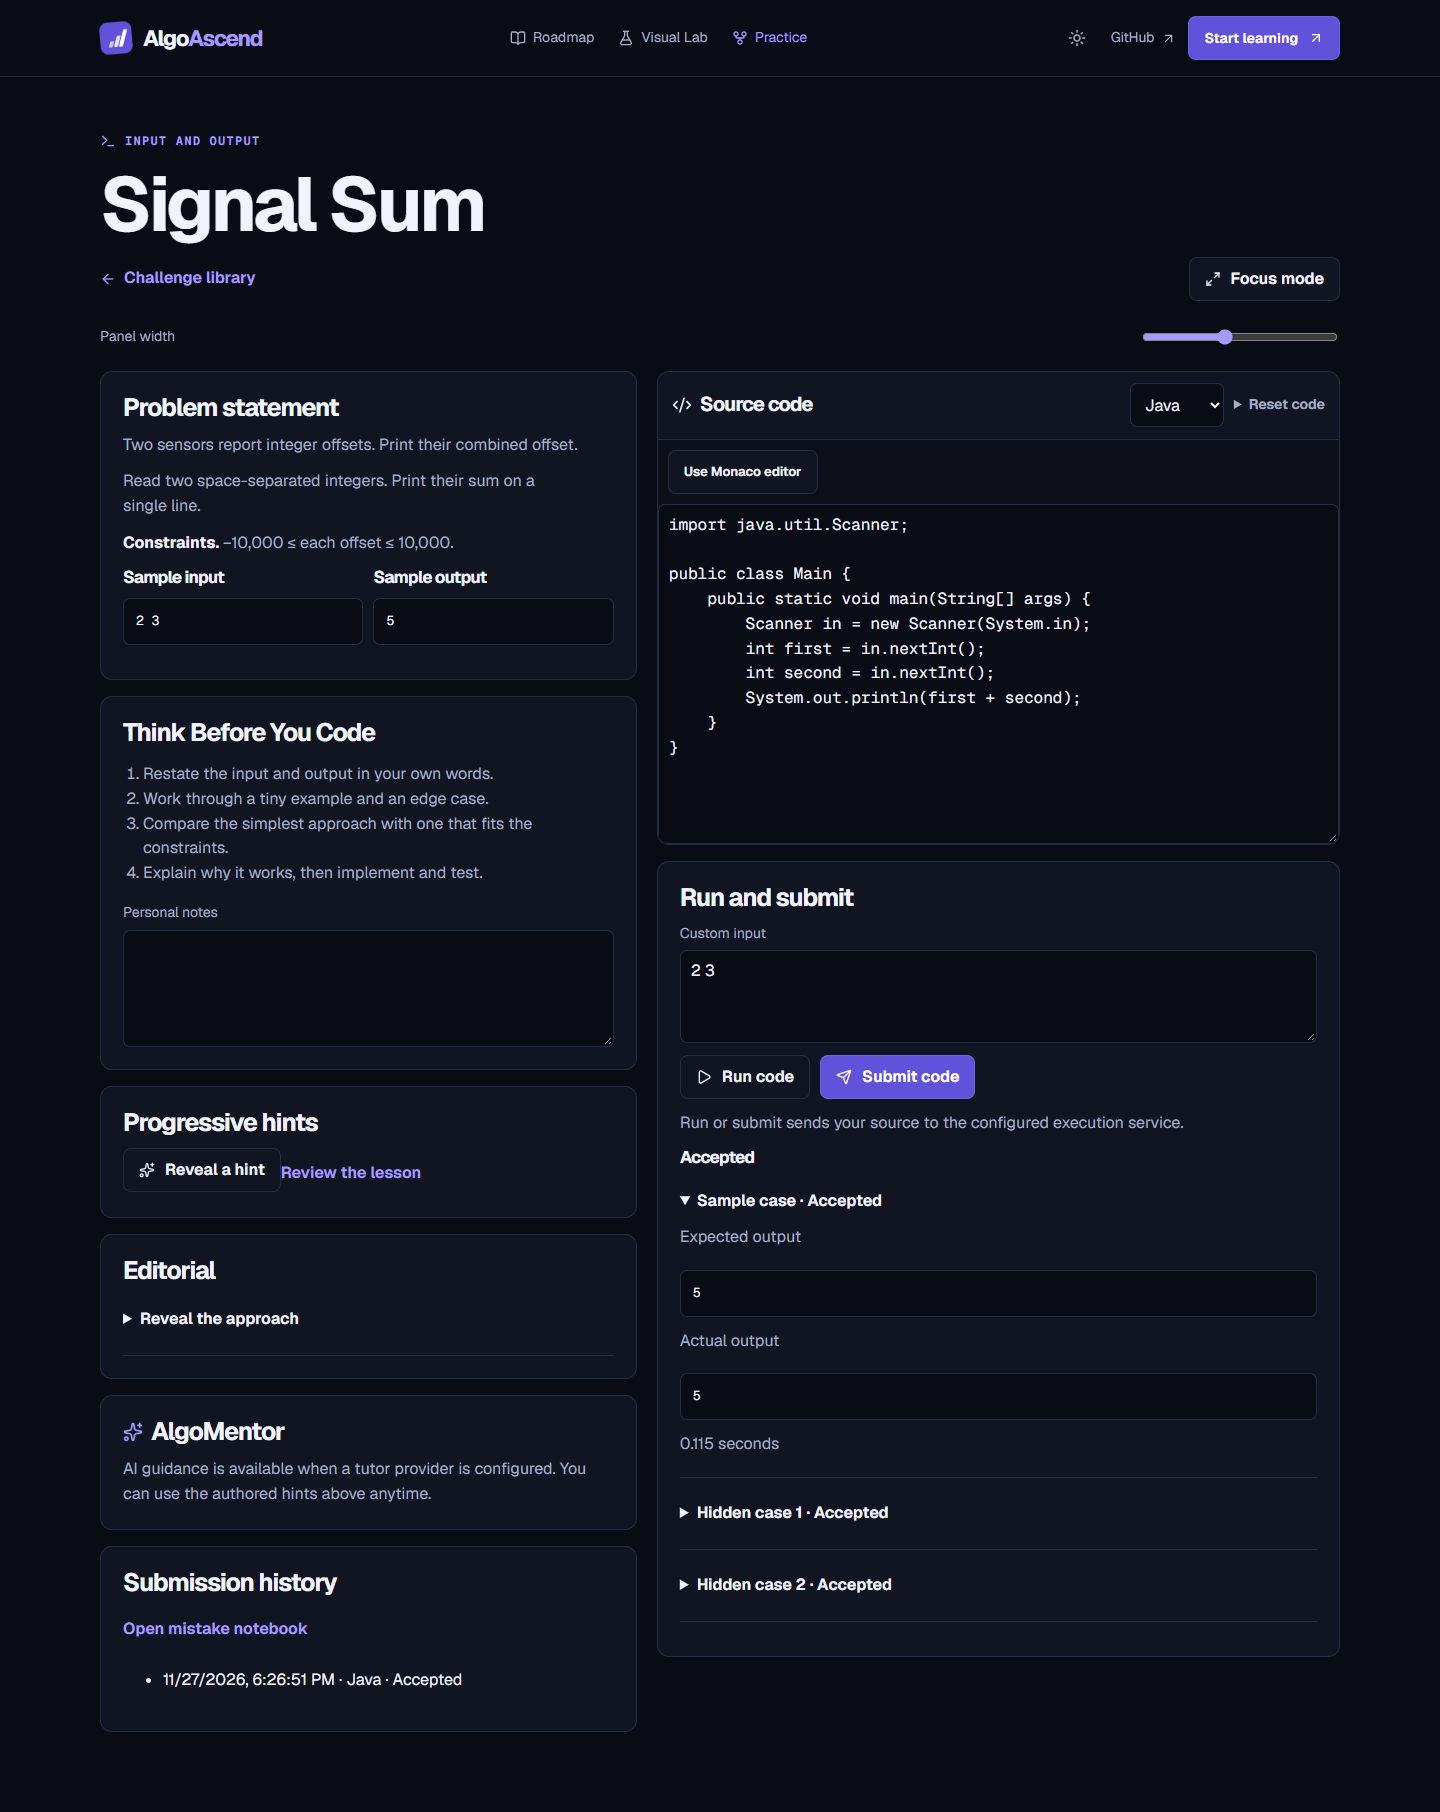 AlgoAscend
Roadmap
Visual Lab
Practice
GitHub
Start learning
INPUT AND OUTPUT
Signal Sum
Challenge library
Focus mode
Panel width
Problem statement
Two sensors report integer offsets. Print their combined offset.
Read two space-separated integers. Print their sum on a
single line.
Constraints. −10,000 ≤ each offset ≤ 10,000.
Sample input
Sample output
2 3
5
Think Before You Code
1. Restate the input and output in your own words.
2. Work through a tiny example and an edge case.
3. Compare the simplest approach with one that fits the
constraints.
4. Explain why it works, then implement and test.
Personal notes
Progressive hints
Reveal a hint
Review the lesson
Editorial
Reveal the approach
AlgoMentor
AI guidance is available when a tutor provider is configured. You
can use the authored hints above anytime.
Submission history
Open mistake notebook
• 11/27/2026, 6:26:51 PM · Java · Accepted
Source code
Java
Reset code
Use Monaco editor
import java.util.Scanner;

public class Main {
    public static void main(String[] args) {
        Scanner in = new Scanner(System.in);
        int first = in.nextInt();
        int second = in.nextInt();
        System.out.println(first + second);
    }
}
Run and submit
Custom input
2 3
Run code
Submit code
Run or submit sends your source to the configured execution service.
Accepted
Sample case · Accepted
Expected output
5
Actual output
5
0.115 seconds
Hidden case 1 · Accepted
Hidden case 2 · Accepted